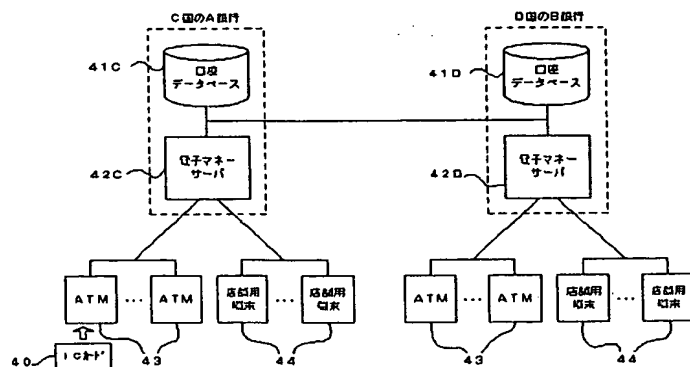 C国のA銀行
D国のB銀行
41C
口座
データベース
41D
口座
データベース
42C
電子マネー
サーバ
42D
電子マネー
サーバ
ATM
...
ATM
店舗用
端末
...
店舗用
端末
ATM
...
ATM
店舗用
端末
...
店舗用
端末
40
ICカード
43
44
43
44